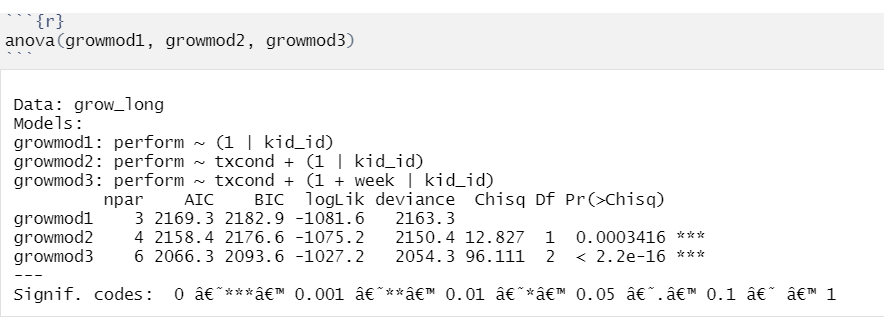 ```{r}
anova(growmod1, growmod2, growmod3)
```
Data: grow_long
Models:
growmod1: perform ~ (1 | kid_id)
growmod2: perform ~ txcond + (1 | kid_id)
growmod3: perform ~ txcond + (1 + week | kid_id)
         npar    AIC    BIC  logLik deviance  Chisq Df Pr(>Chisq)
growmod1    3 2169.3 2182.9 -1081.6   2163.3
growmod2    4 2158.4 2176.6 -1075.2   2150.4 12.827  1  0.0003416 ***
growmod3    6 2066.3 2093.6 -1027.2   2054.3 96.111  2  < 2.2e-16 ***
---
Signif. codes:  0 â€˜***â€™ 0.001 â€˜**â€™ 0.01 â€˜*â€™ 0.05 â€˜.â€™ 0.1 â€˜ â€™ 1